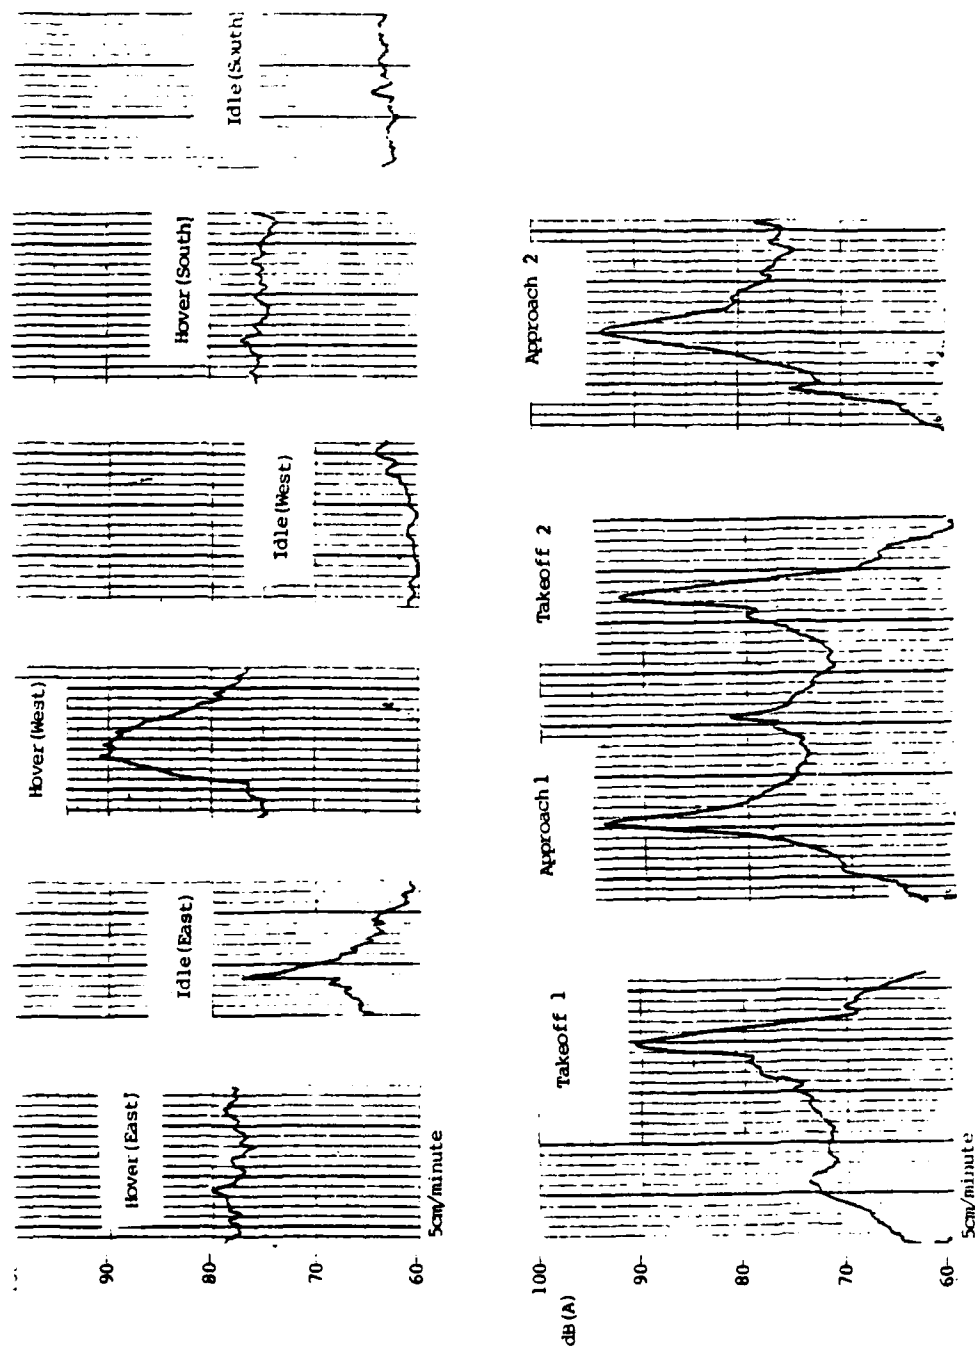 Hover(East)
Idle(East)
Hover(West)
Idle(West)
Hover(South)
Idle(South)
90-
80-
70-
60-
5cm/minute
Takeoff 1
Approach 1
Takeoff 2
Approach 2
100-
dB(A)
90-
80-
70-
60-
5cm/minute